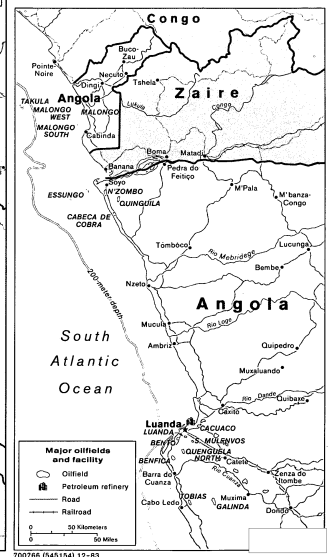 Congo
Buco-
Zau
Pointe-
Noire
Necuto
Dingi
Tshela
Zaire
TAKULA
Angola
MALONGO
WEST
MALONGO
Lukula
Congo
MALONGO
SOUTH
Cabinda
Boma
Matadi
Banana
Pedra do
Feitiço
Soyo
N'ZOMBO
M'Pala
ESSUNGO
QUINGUILA
M'banza-
Congo
CABECA DE
COBRA
Tomboco
Rio Mebridege
Lucunga
Bembe
200-meter depth
Nzeto
Angola
South
Atlantic
Ocean
Mucula
Rio Loge
Ambriz
Quipedro
Muxaluando
Rio Dande
Quibaxe
Caxito
Luanda
CACUACO
LUANDA
S. MULENVOS
BENTO
QUENGUELA
NORTH
BENFICA
Catete
Barra do
Cuanza
Rio Cuanza
Zenza do
Itombe
TOBIAS
Muxima
Cabo Ledo
GALINDA
Dondo
Major oilfields
and facility
Oilfield
Petroleum refinery
Road
Railroad
0 50 Kilometers
0 50 Miles
700766 (545154) 12-83